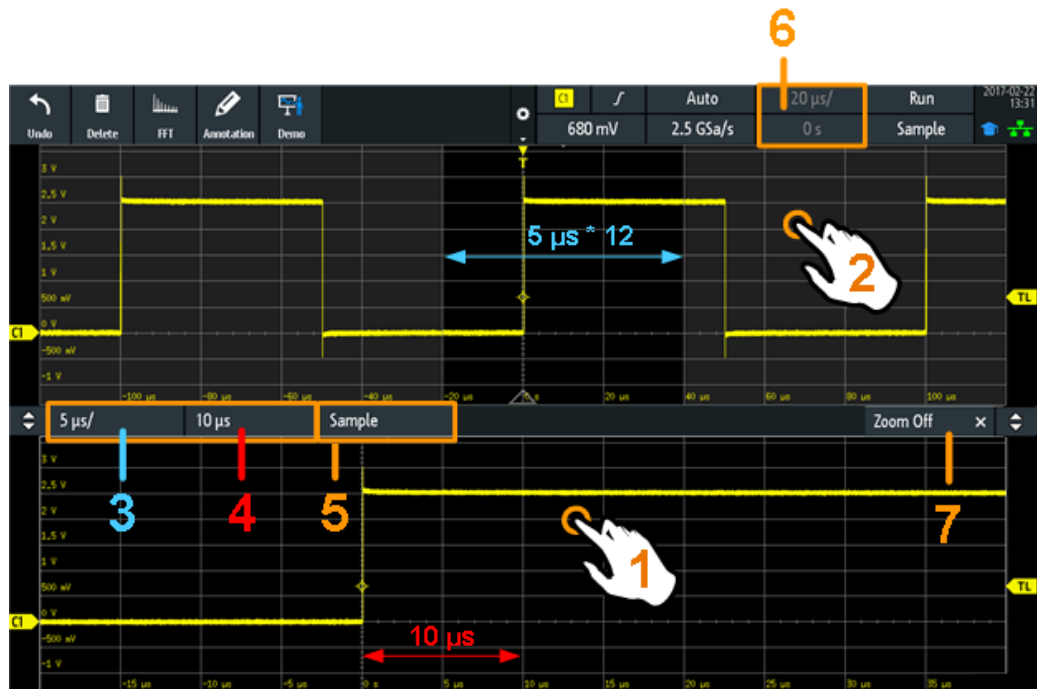 6
Undo Delete FFT Annotation Demo
C1 Auto 20 µs/ Run 2017-02-22
680 mV 2.5 GSa/s 0 s Sample 13:31
T
3 V
2.5 V
2 V
1.5 V
1 V
500 mV
0 V
-500 mV
-1 V
5 µs * 12
2
TL
C1
-100 µs -80 µs -60 µs -40 µs -20 µs 0 s 20 µs 40 µs 60 µs 80 µs 100 µs
5 µs/ 10 µs Sample Zoom Off ×
3 4 5 7
3 V
2.5 V
2 V
1.5 V
1 V
500 mV
0 V
-500 mV
-1 V
1
TL
C1
10 µs
-15 µs -10 µs -5 µs 0 s 5 µs 10 µs 15 µs 20 µs 25 µs 30 µs 35 µs